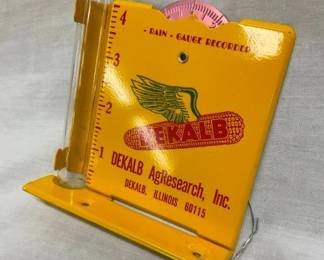 4
- RAIN - GAUGE RECORDER
3
2
DEKALB
1
DEKALB AgResearch, Inc.
DEKALB, ILLINOIS 60115